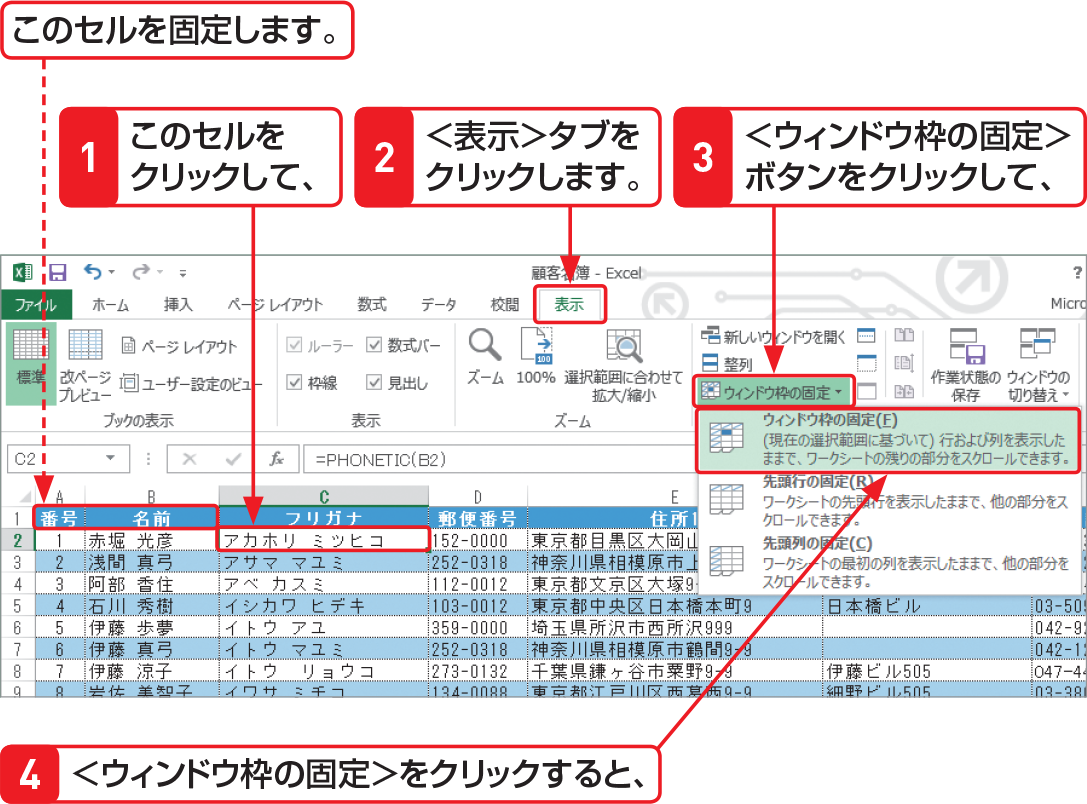 このセルを固定します。
1 このセルを
クリックして、
2 <表示>タブを
クリックします。
3 <ウィンドウ枠の固定>
ボタンをクリックして、
顧客名簿 - Excel
?
ファイル ホーム 挿入 ページ レイアウト 数式 データ 校閲 表示
Micro
標準
改ページ
プレビュー
ページ レイアウト
ユーザー設定のビュー
ブックの表示
ルーラー 数式バー
枠線 見出し
表示
ズーム
100%
選択範囲に合わせて
拡大/縮小
ズーム
新しいウィンドウを開く
整列
ウィンドウ枠の固定
作業状態の
保存
ウィンドウの
切り替え
ウィンドウ枠の固定(F)
(現在の選択範囲に基づいて) 行および列を表示した
ままで、ワークシートの残りの部分をスクロールできます。
先頭行の固定(R)
ワークシートの先頭行を表示したままで、他の部分をス
クロールできます。
先頭列の固定(C)
ワークシートの最初の列を表示したままで、他の部分を
スクロールできます。
C2 =PHONETIC(B2)
A B C D E
1 番号 名前 フリガナ 郵便番号 住所1
2 1 赤堀 光彦 アカホリ ミツヒコ 152-0000 東京都目黒区大岡山
3 2 浅間 真弓 アサマ マユミ 252-0318 神奈川県相模原市上
4 3 阿部 香住 アベ カスミ 112-0012 東京都文京区大塚9-
5 4 石川 秀樹 イシカワ ヒデキ 103-0012 東京都中央区日本橋本町9 日本橋ビル 03-509
6 5 伊藤 歩夢 イトウ アユ 359-0000 埼玉県所沢市西所沢999 042-92
7 6 伊藤 真弓 イトウ マユミ 252-0318 神奈川県相模原市鶴間9-9 042-12
8 7 伊藤 涼子 イトウ リョウコ 273-0132 千葉県鎌ヶ谷市粟野9-9 伊藤ビル505 047-44
9 8 岩佐 美智子 イワサ ミチコ 134-0088 東京都江戸川区西葛西9-9 細野ビル505 03-380
4 <ウィンドウ枠の固定>をクリックすると、